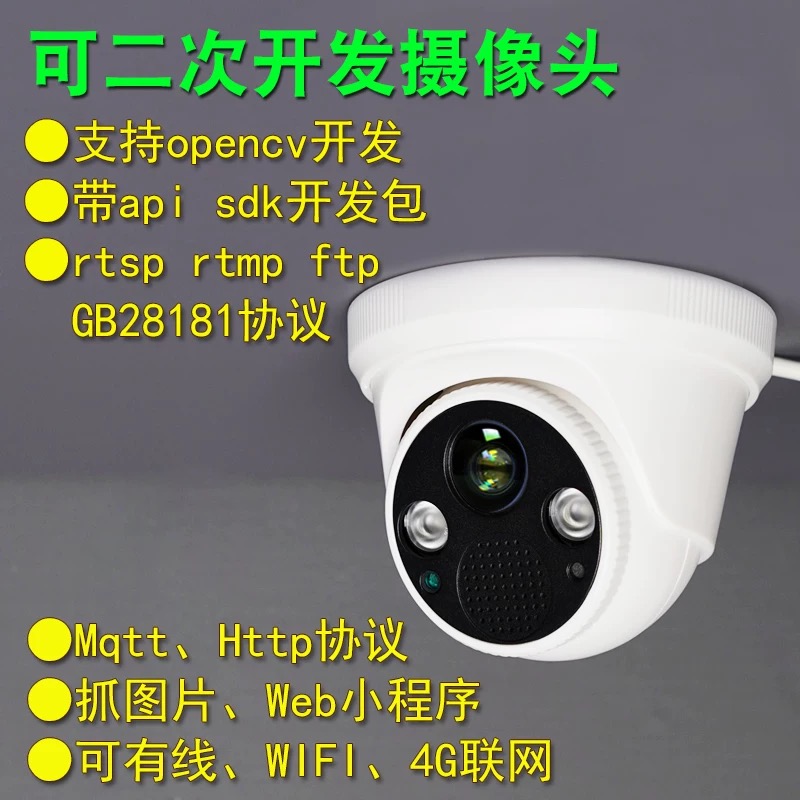 可二次开发摄像头
●支持opencv开发
●带api sdk开发包
●rtsp rtmp ftp
GB28181协议
●Mqtt、Http协议
●抓图片、Web小程序
●可有线、WIFI、4G联网